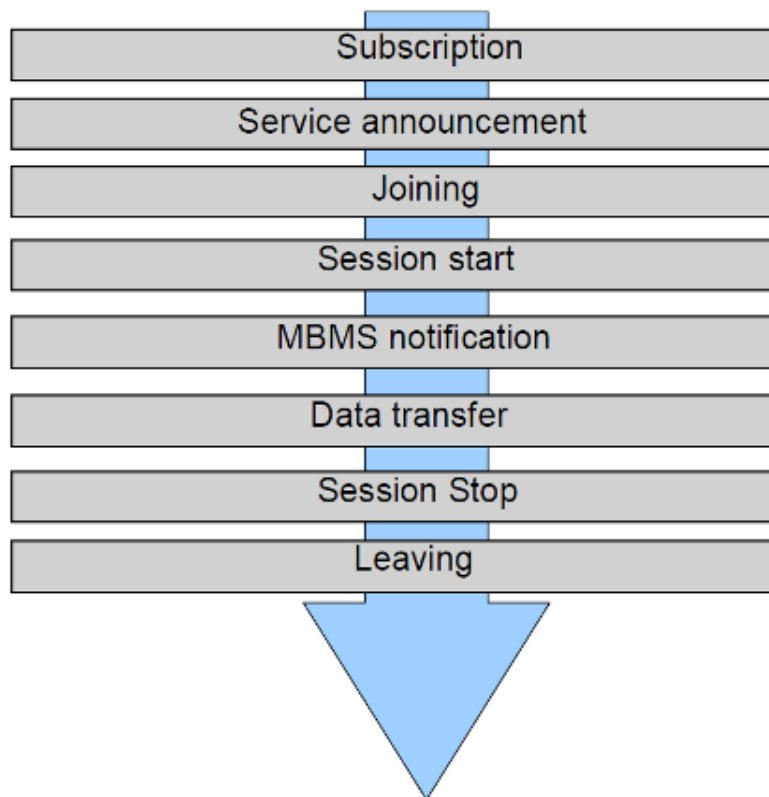 Subscription
Service announcement
Joining
Session start
MBMS notification
Data transfer
Session Stop
Leaving